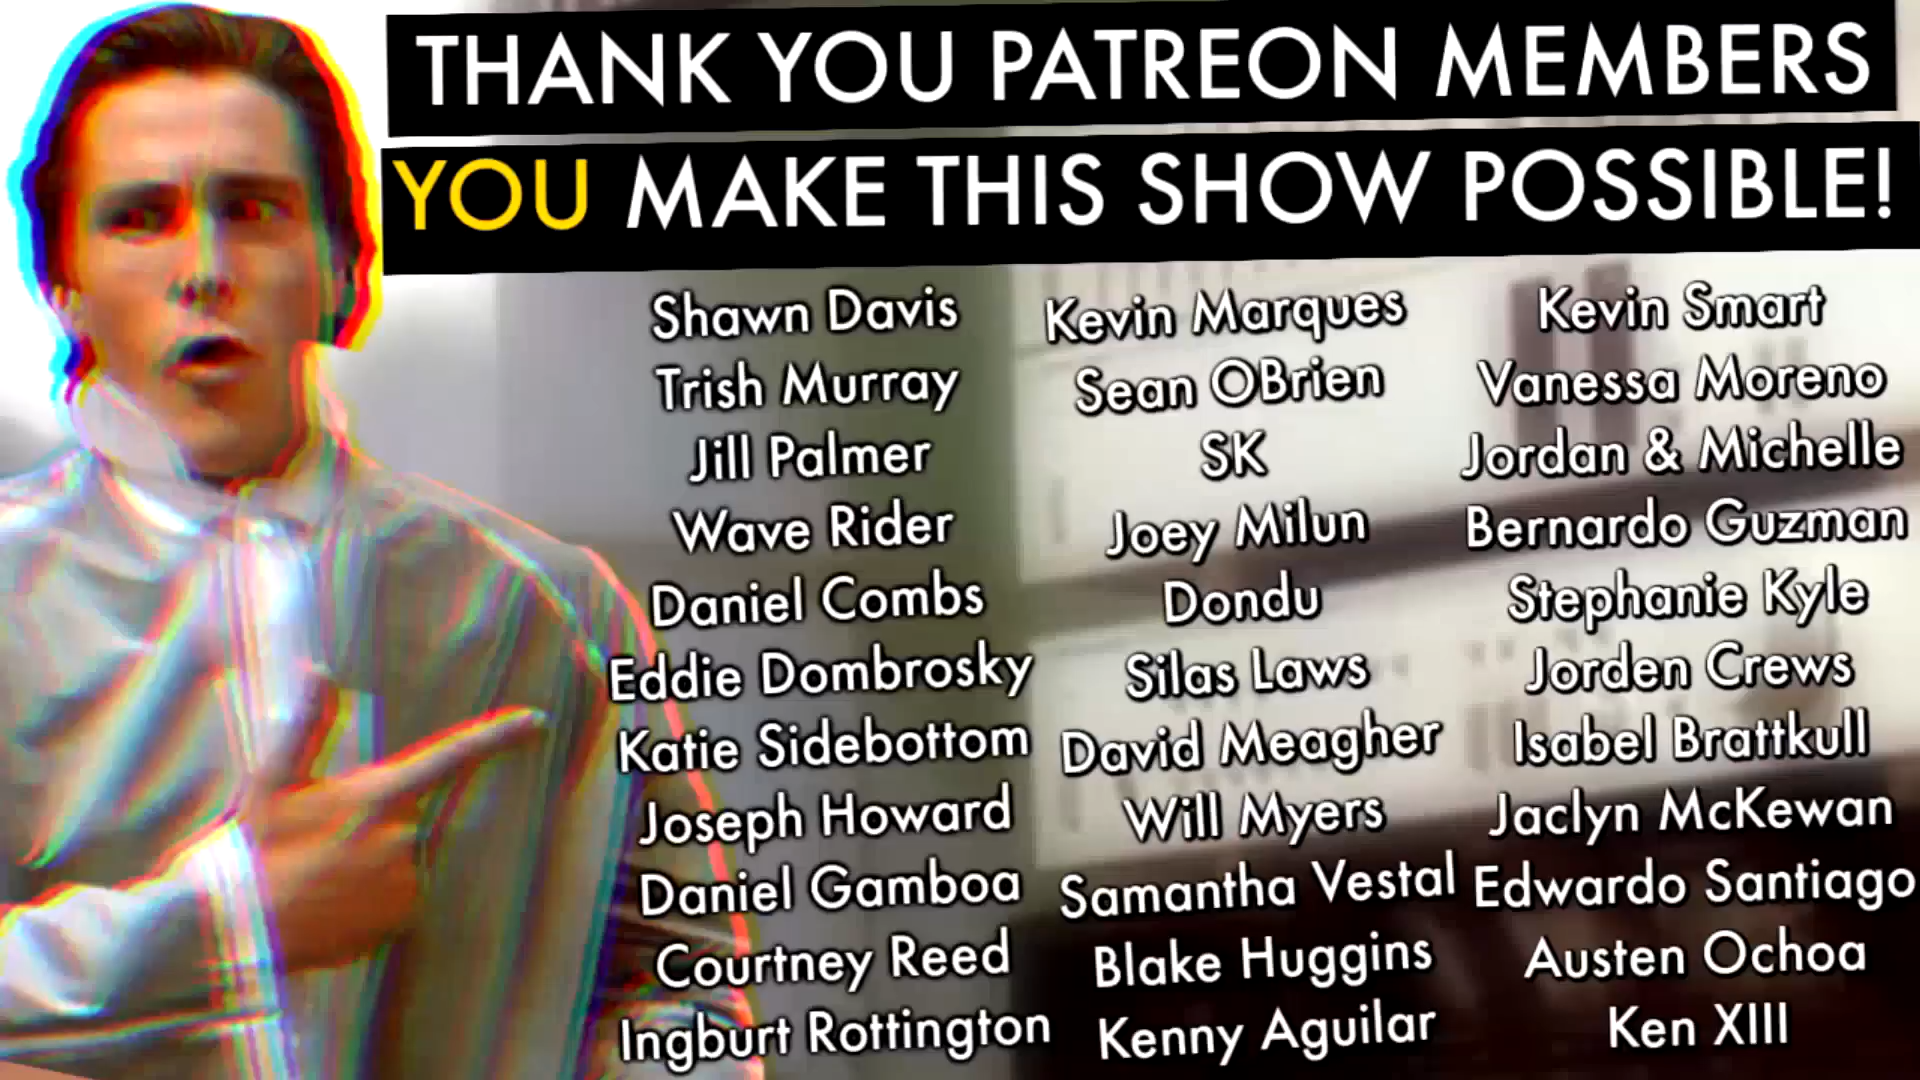 THANK YOU PATREON MEMBERS
YOU MAKE THIS SHOW POSSIBLE!
Shawn Davis
Trish Murray
Jill Palmer
Wave Rider
Daniel Combs
Eddie Dombrosky
Katie Sidebottom
Joseph Howard
Daniel Gamboa
Courtney Reed
Ingburt Rottington
Kevin Marques
Sean OBrien
SK
Joey Milun
Dondu
Silas Laws
David Meagher
Will Myers
Samantha Vestal
Blake Huggins
Kenny Aguilar
Kevin Smart
Vanessa Moreno
Jordan & Michelle
Bernardo Guzman
Stephanie Kyle
Jorden Crews
Isabel Brattkull
Jaclyn McKewan
Edwardo Santiago
Austen Ochoa
Ken XIII